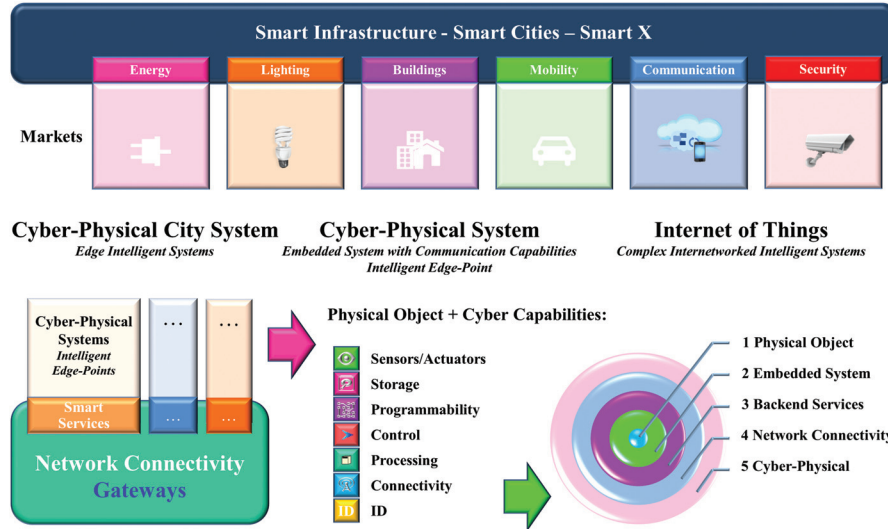 Smart Infrastructure - Smart Cities – Smart X
Energy
Lighting
Buildings
Mobility
Communication
Security
Markets
Cyber-Physical City System
Edge Intelligent Systems
Cyber-Physical System
Embedded System with Communication Capabilities
Intelligent Edge-Point
Internet of Things
Complex Internetworked Intelligent Systems
Cyber-Physical
Systems
Intelligent
Edge-Points
...
...
Smart
Services
...
...
Network Connectivity
Gateways
Physical Object + Cyber Capabilities:
Sensors/Actuators
Storage
Programmability
Control
Processing
Connectivity
ID ID
1 Physical Object
2 Embedded System
3 Backend Services
4 Network Connectivity
5 Cyber-Physical